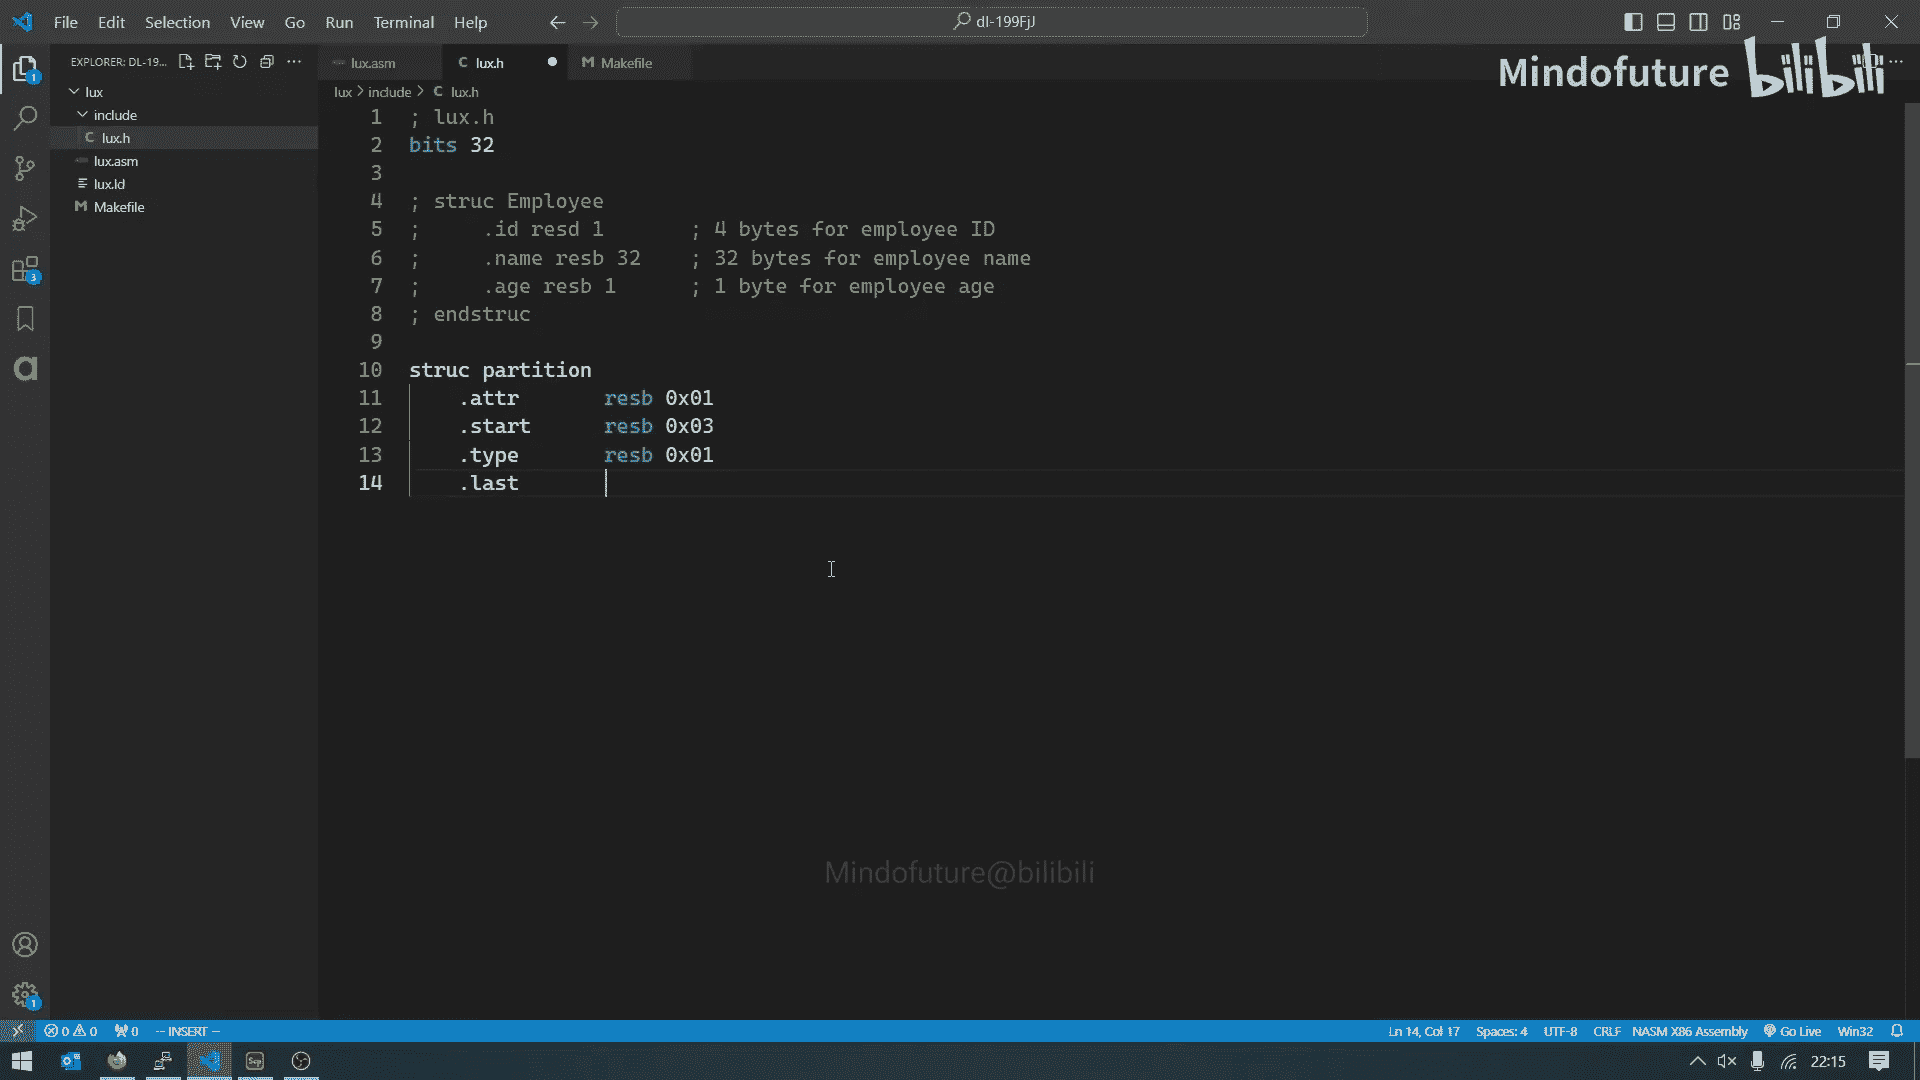 File Edit Selection View Go Run Terminal Help
dl-199FjJ
EXPLORER: DL-19...
lux.asm
lux.h
Makefile
Mindofuture bilibili
lux
include
lux.h
lux.asm
lux.ld
Makefile
lux > include > C lux.h
1 ; lux.h
2 bits 32
3
4 ; struc Employee
5 ;     .id resd 1       ; 4 bytes for employee ID
6 ;     .name resb 32    ; 32 bytes for employee name
7 ;     .age resb 1      ; 1 byte for employee age
8 ; endstruc
9
10 struc partition
11     .attr       resb 0x01
12     .start      resb 0x03
13     .type       resb 0x01
14     .last
Mindofuture@bilibili
0 0 0 -- INSERT --
Ln 14, Col 17 Spaces: 4 UTF-8 CRLF NASM X86 Assembly Go Live Win32
22:15